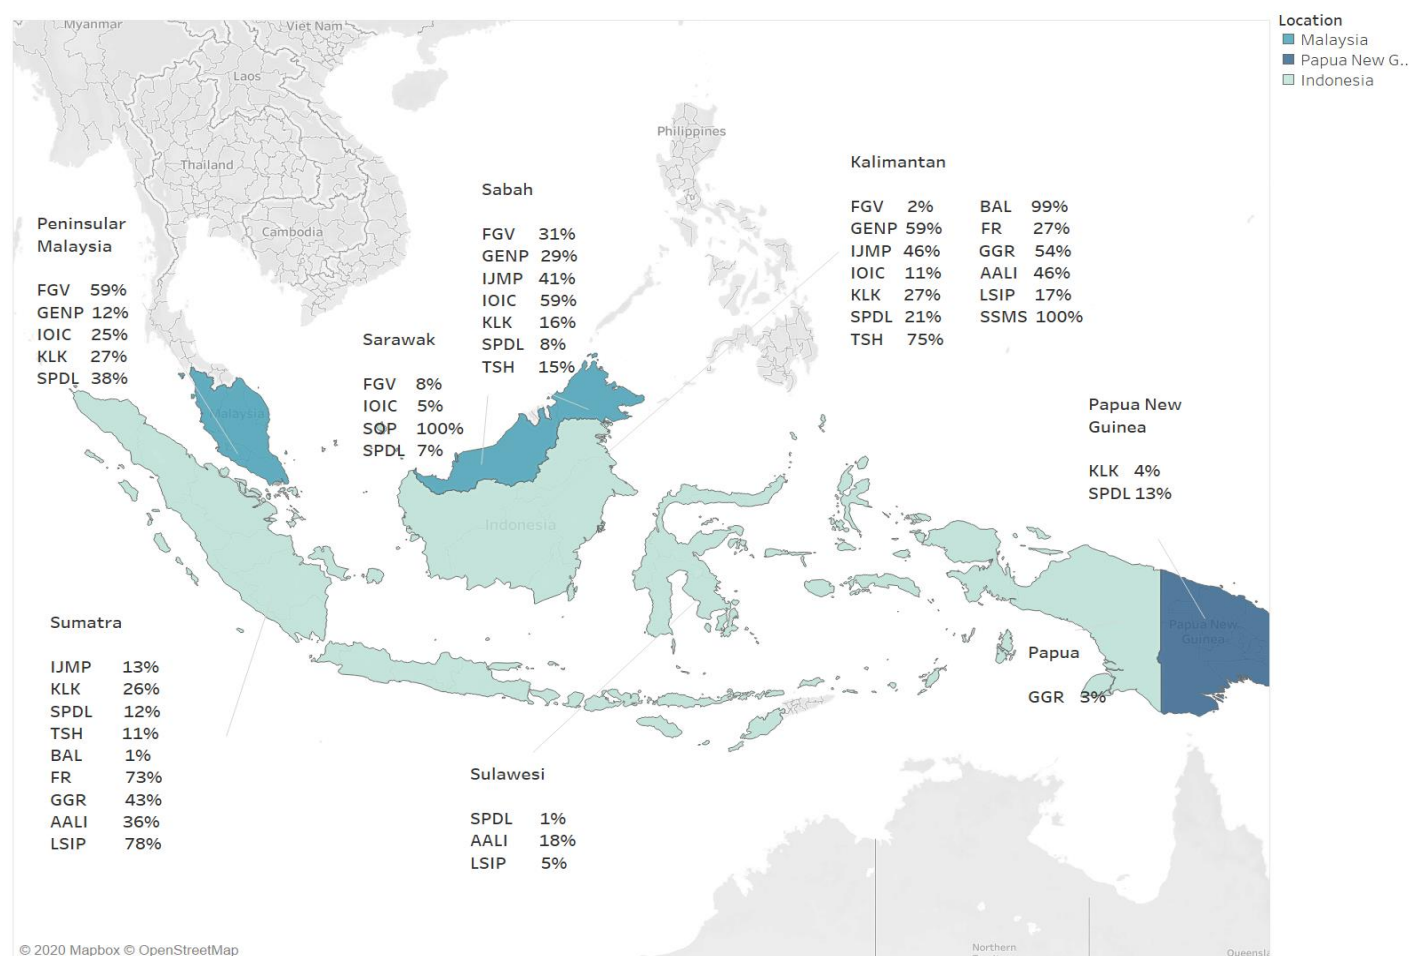 Location
Malaysia
Papua New G..
Indonesia
Myanmar
Viet Nam
Laos
Thailand
Cambodia
Philippines
Peninsular
Malaysia
FGV 59%
GENP 12%
IOIC 25%
KLK 27%
SPDL 38%
Malaysia
Sarawak
FGV 8%
IOIC 5%
SOP 100%
SPDL 7%
Sabah
FGV 31%
GENP 29%
IJMP 41%
IOIC 59%
KLK 16%
SPDL 8%
TSH 15%
Kalimantan
FGV 2% BAL 99%
GENP 59% FR 27%
IJMP 46% GGR 54%
IOIC 11% AALI 46%
KLK 27% LSIP 17%
SPDL 21% SSMS 100%
TSH 75%
Indonesia
Papua New
Guinea
KLK 4%
SPDL 13%
Papua New
Guinea
Papua
GGR 3%
Sumatra
IJMP 13%
KLK 26%
SPDL 12%
TSH 11%
BAL 1%
FR 73%
GGR 43%
AALI 36%
LSIP 78%
Sulawesi
SPDL 1%
AALI 18%
LSIP 5%
Northern
© 2020 Mapbox © OpenStreetMap